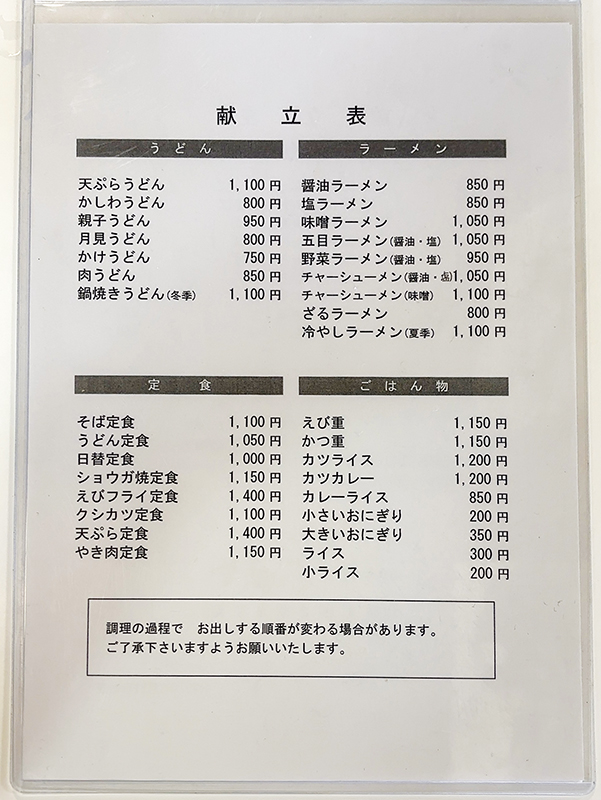 献立表
うどん
天ぷらうどん 1,100円
かしわうどん 800円
親子うどん 950円
月見うどん 800円
かけうどん 750円
肉うどん 850円
鍋焼きうどん(冬季) 1,100円
ラーメン
醤油ラーメン 850円
塩ラーメン 850円
味噌ラーメン 1,050円
五目ラーメン(醤油・塩) 1,050円
野菜ラーメン(醤油・塩) 950円
チャーシューメン(醤油・塩) 1,050円
チャーシューメン(味噌) 1,100円
ざるラーメン 800円
冷やしラーメン(夏季) 1,100円
定食
そば定食 1,100円
うどん定食 1,050円
日替定食 1,000円
ショウガ焼定食 1,150円
えびフライ定食 1,400円
クシカツ定食 1,100円
天ぷら定食 1,400円
やき肉定食 1,150円
ごはん物
えび重 1,150円
かつ重 1,150円
カツライス 1,200円
カツカレー 1,200円
カレーライス 850円
小さいおにぎり 200円
大きいおにぎり 350円
ライス 300円
小ライス 200円
調理の過程で お出しする順番が変わる場合があります。
ご了承下さいますようお願いいたします。